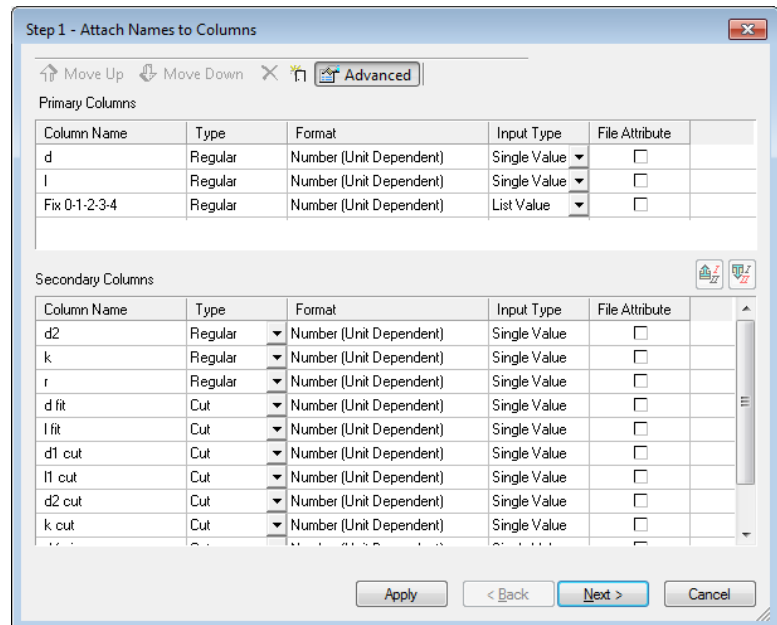 Step 1 - Attach Names to Columns
Move Up Move Down Advanced
Primary Columns
Column Name Type Format Input Type File Attribute
d Regular Number (Unit Dependent) Single Value
l Regular Number (Unit Dependent) Single Value
Fix 0-1-2-3-4 Regular Number (Unit Dependent) List Value
Secondary Columns
Column Name Type Format Input Type File Attribute
d2 Regular Number (Unit Dependent) Single Value
k Regular Number (Unit Dependent) Single Value
r Regular Number (Unit Dependent) Single Value
d fit Cut Number (Unit Dependent) Single Value
l fit Cut Number (Unit Dependent) Single Value
d1 cut Cut Number (Unit Dependent) Single Value
l1 cut Cut Number (Unit Dependent) Single Value
d2 cut Cut Number (Unit Dependent) Single Value
k cut Cut Number (Unit Dependent) Single Value
Apply < Back Next > Cancel